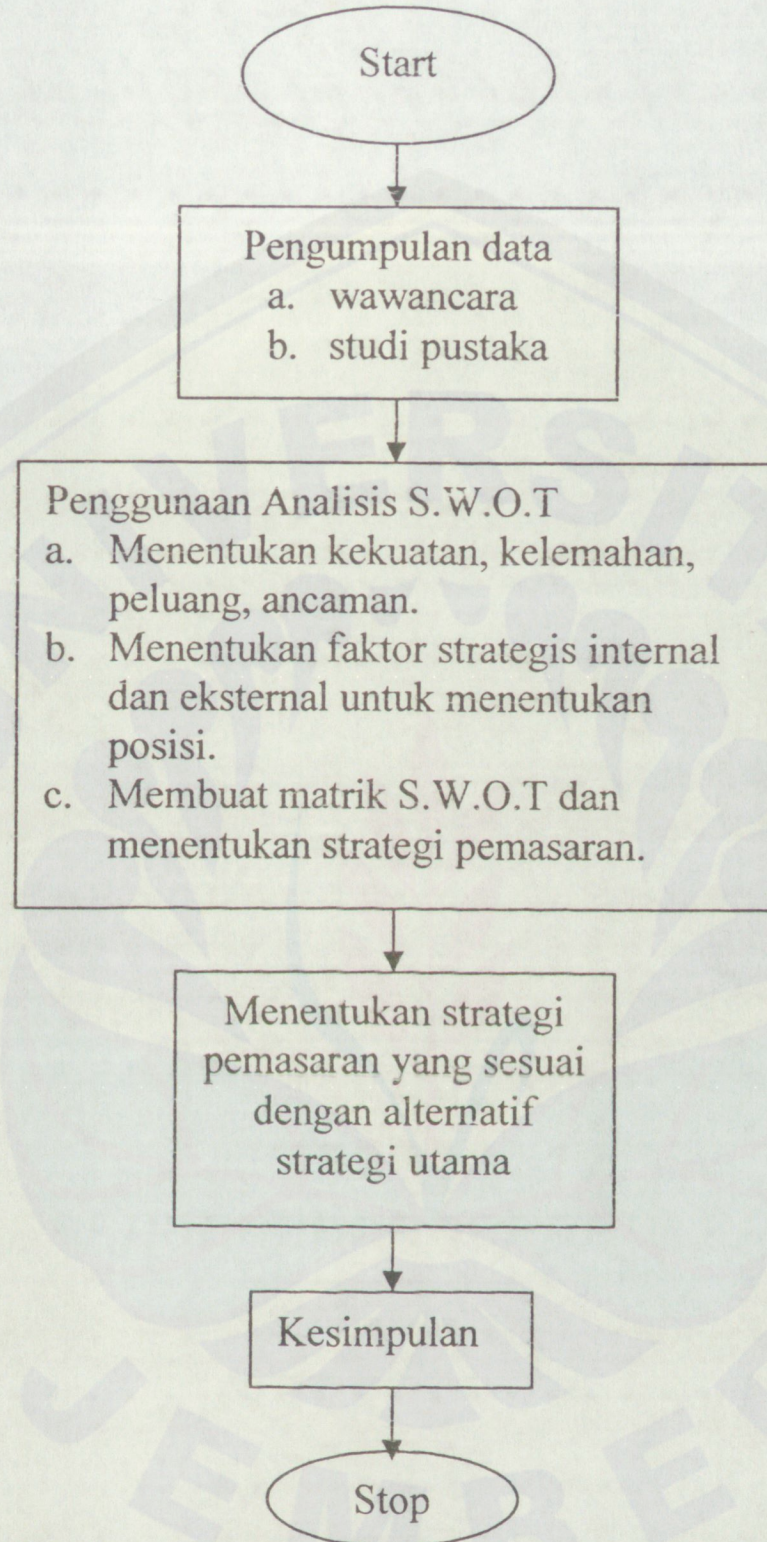 Start
Pengumpulan data
a. wawancara
b. studi pustaka
Penggunaan Analisis S.W.O.T
a. Menentukan kekuatan, kelemahan,
peluang, ancaman.
b. Menentukan faktor strategis internal
dan eksternal untuk menentukan
posisi.
c. Membuat matrik S.W.O.T dan
menentukan strategi pemasaran.
Menentukan strategi
pemasaran yang sesuai
dengan alternatif
strategi utama
Kesimpulan
Stop